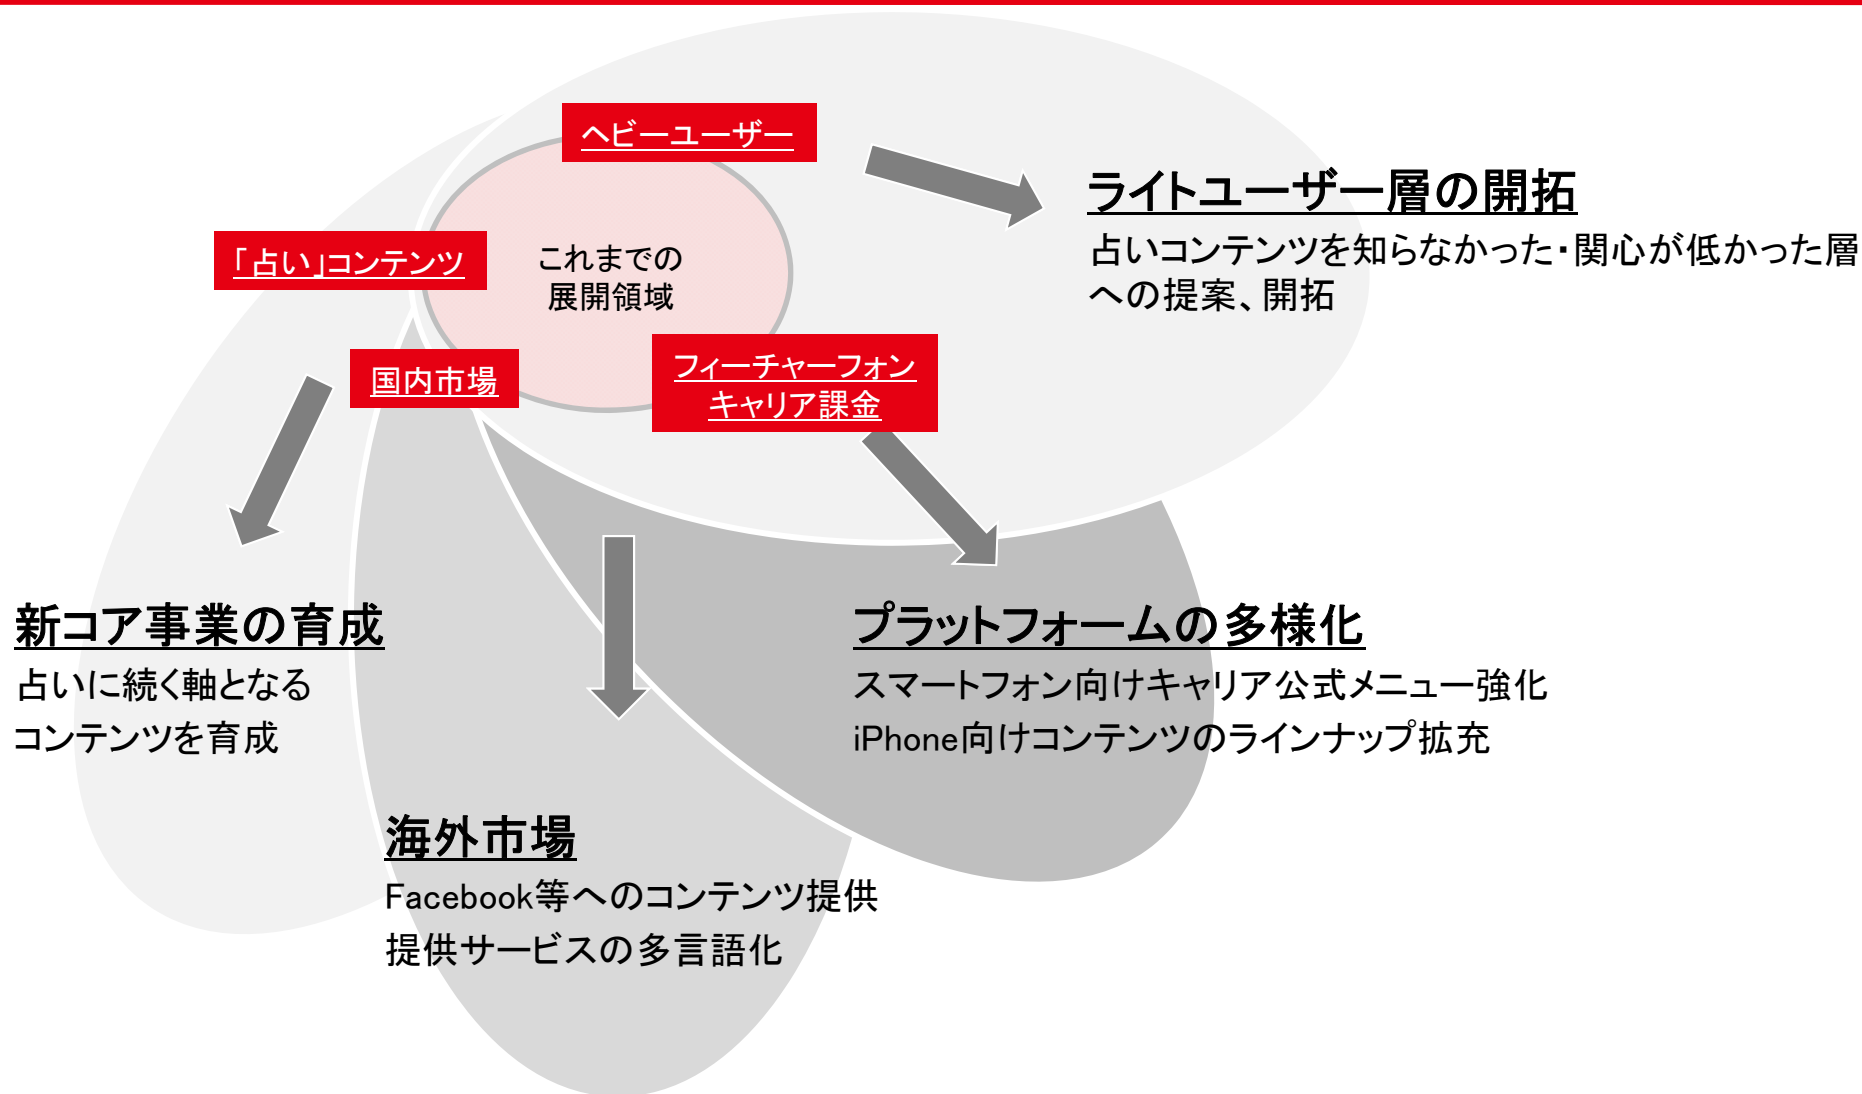 ヘビーユーザー
「占い」コンテンツ
これまでの
展開領域
国内市場
フィーチャーフォン
キャリア課金
ライトユーザー層の開拓
占いコンテンツを知らなかった・関心が低かった層
への提案、開拓
新コア事業の育成
占いに続く軸となる
コンテンツを育成
プラットフォームの多様化
スマートフォン向けキャリア公式メニュー強化
iPhone向けコンテンツのラインナップ拡充
海外市場
Facebook等へのコンテンツ提供
提供サービスの多言語化